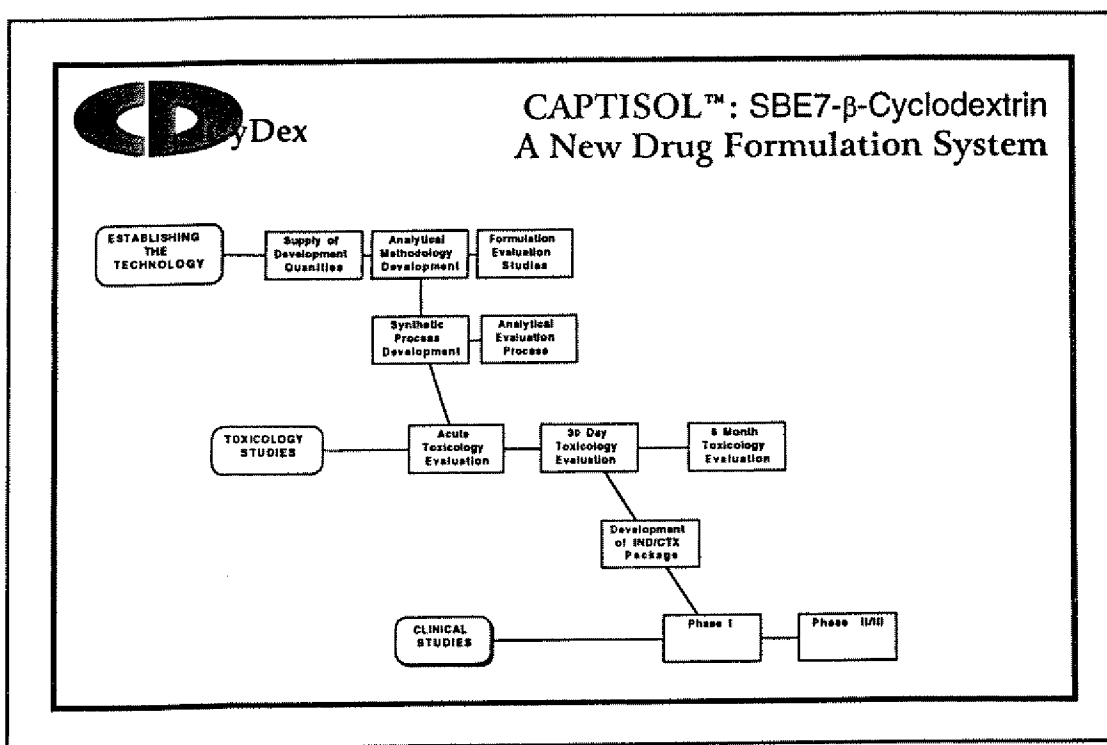 CyDex
CAPTISOL™: SBE7-β-Cyclodextrin
A New Drug Formulation System
ESTABLISHING
THE
TECHNOLOGY
Supply of
Development
Quantities
Analytical
Methodology
Development
Formulation
Evaluation
Studies
Synthetic
Process
Development
Analytical
Evaluation
Process
TOXICOLOGY
STUDIES
Acute
Toxicology
Evaluation
30 Day
Toxicology
Evaluation
6 Month
Toxicology
Evaluation
Development
of IND/CTX
Package
CLINICAL
STUDIES
Phase I
Phase II/III